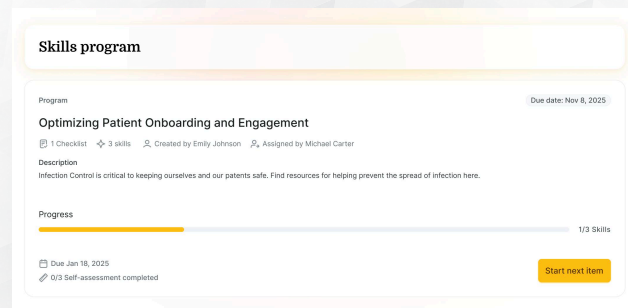 Skills program
Program
Due date: Nov 8, 2025
Optimizing Patient Onboarding and Engagement
1 Checklist 3 skills Created by Emily Johnson Assigned by Michael Carter
Description
Infection Control is critical to keeping ourselves and our patents safe. Find resources for helping prevent the spread of infection here.
Progress
1/3 Skills
Due Jan 18, 2025
0/3 Self-assessment completed
Start next item